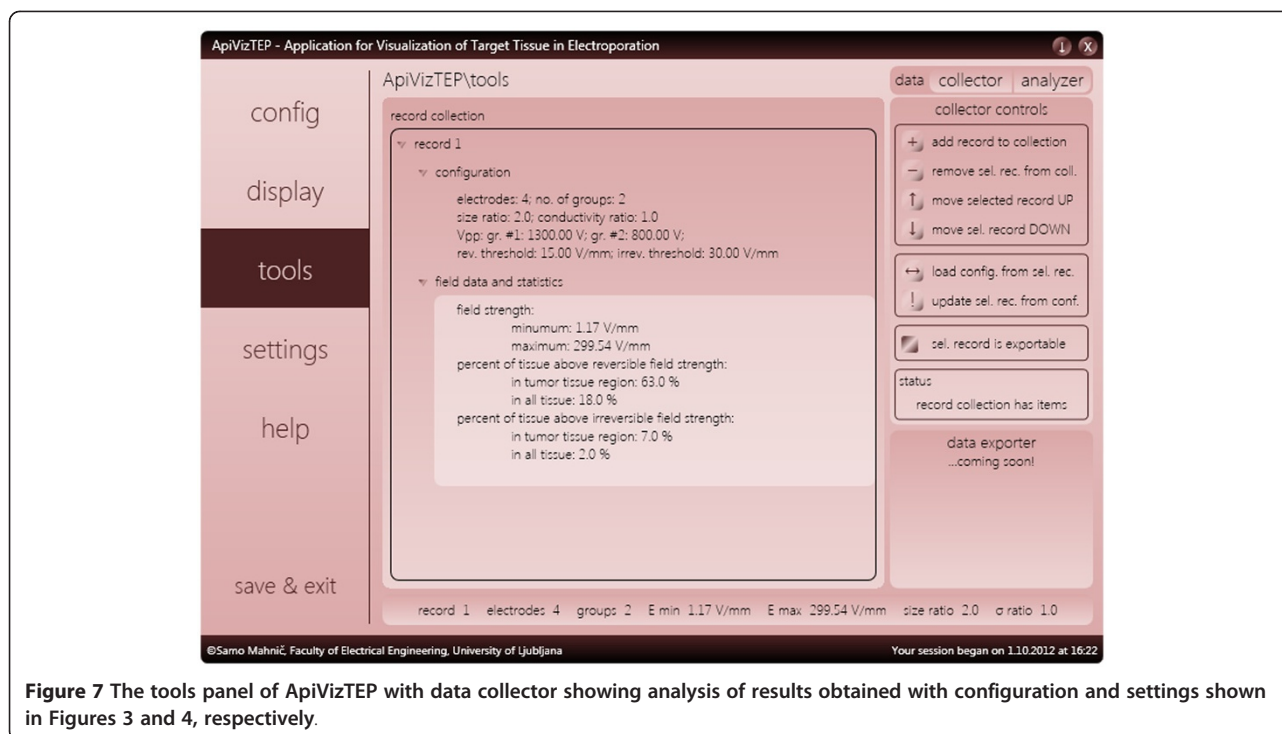 ApiVizTEP - Application for Visualization of Target Tissue in Electroporation
X
config
display
tools
settings
help
save & exit
ApiVizTEP\tools
record collection
record 1
configuration
electrodes: 4; no. of groups: 2
size ratio: 2.0; conductivity ratio: 1.0
Vpp: gr. #1: 1300.00 V; gr. #2: 800.00 V;
rev. threshold: 15.00 V/mm; irrev. threshold: 30.00 V/mm
field data and statistics
field strength:
minumum: 1.17 V/mm
maximum: 299.54 V/mm
percent of tissue above reversible field strength:
in tumor tissue region: 63.0 %
in all tissue: 18.0 %
percent of tissue above irreversible field strength:
in tumor tissue region: 7.0 %
in all tissue: 2.0 %
data collector analyzer
collector controls
+ add record to collection
− remove sel. rec. from coll.
↑ move selected record UP
↓ move sel. record DOWN
↔ load config. from sel. rec.
! update sel. rec. from conf.
sel. record is exportable
status
record collection has items
data exporter
...coming soon!
record 1 electrodes 4 groups 2 E min 1.17 V/mm E max 299.54 V/mm size ratio 2.0 σ ratio 1.0
©Samo Mahnič, Faculty of Electrical Engineering, University of Ljubljana
Your session began on 1.10.2012 at 16:22
Figure 7 The tools panel of ApiVizTEP with data collector showing analysis of results obtained with configuration and settings shown
in Figures 3 and 4, respectively.